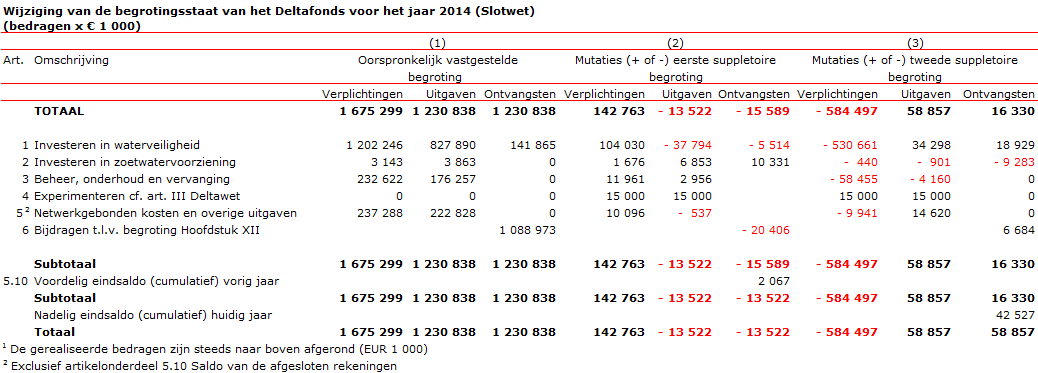 Wijziging van de begrotingsstaat van het Deltafonds voor het jaar 2014 (Slotwet)
(bedragen x € 1 000)
(1) (2) (3)
Art. Omschrijving Oorspronkelijk vastgestelde Mutaties (+ of -) eerste suppletoire Mutaties (+ of -) tweede suppletoire
begroting begroting begroting
Verplichtingen Uitgaven Ontvangsten Verplichtingen Uitgaven Ontvangsten Verplichtingen Uitgaven Ontvangsten
TOTAAL 1 675 299 1 230 838 1 230 838 142 763 - 13 522 - 15 589 - 584 497 58 857 16 330
1 Investeren in waterveiligheid 1 202 246 827 890 141 865 104 030 - 37 794 - 5 514 - 530 661 34 298 18 929
2 Investeren in zoetwatervoorziening 3 143 3 863 0 1 676 6 853 10 331 - 440 - 901 - 9 283
3 Beheer, onderhoud en vervanging 232 622 176 257 0 11 961 2 956 - 58 455 - 4 160 0
4 Experimenteren cf. art. III Deltawet 0 0 0 15 000 15 000 15 000 15 000 0
5 2 Netwerkgebonden kosten en overige uitgaven 237 288 222 828 0 10 096 - 537 - 9 941 14 620 0
6 Bijdragen t.l.v. begroting Hoofdstuk XII 1 088 973 - 20 406 6 684
Subtotaal 1 675 299 1 230 838 1 230 838 142 763 - 13 522 - 15 589 - 584 497 58 857 16 330
5.10 Voordelig eindsaldo (cumulatief) vorig jaar 2 067
Subtotaal 1 675 299 1 230 838 1 230 838 142 763 - 13 522 - 13 522 - 584 497 58 857 16 330
Nadelig eindsaldo (cumulatief) huidig jaar 42 527
Totaal 1 675 299 1 230 838 1 230 838 142 763 - 13 522 - 13 522 - 584 497 58 857 58 857
1 De gerealiseerde bedragen zijn steeds naar boven afgerond (EUR 1 000)
2 Exclusief artikelonderdeel 5.10 Saldo van de afgesloten rekeningen